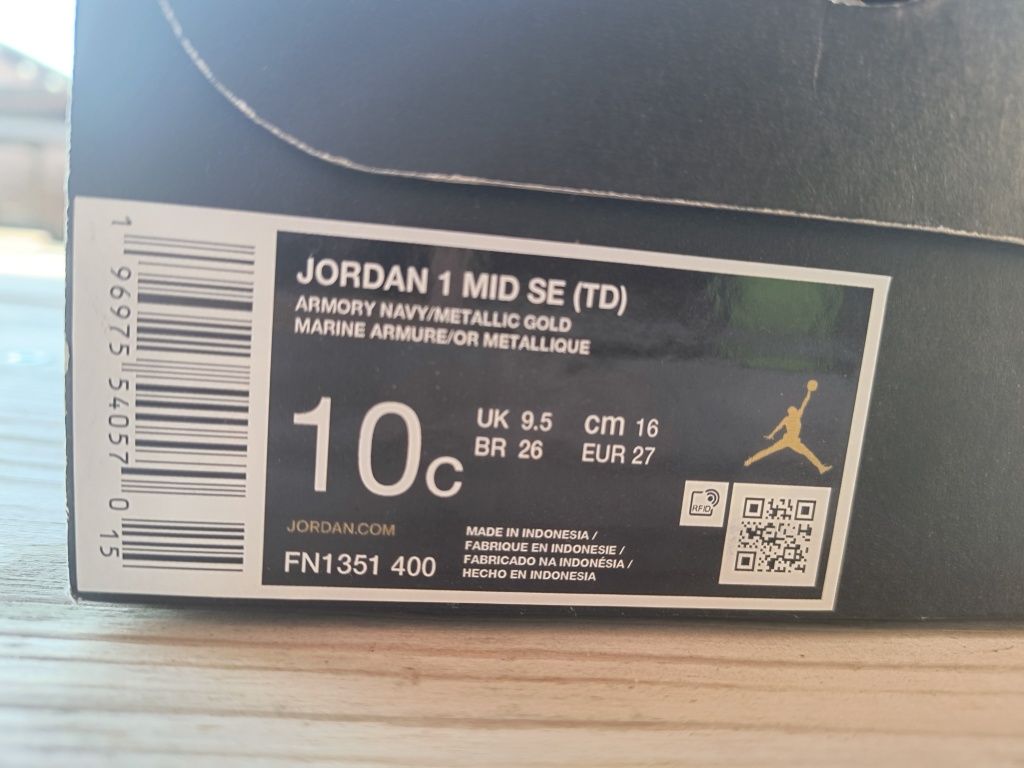 1 96975 54057 0 15
JORDAN 1 MID SE (TD)
ARMORY NAVY/METALLIC GOLD
MARINE ARMURE/OR METALLIQUE
10c
UK 9.5 cm 16
BR 26 EUR 27
RFID
JORDAN.COM
FN1351 400
MADE IN INDONESIA /
FABRIQUE EN INDONESIE /
FABRICADO NA INDONÉSIA /
HECHO EN INDONESIA